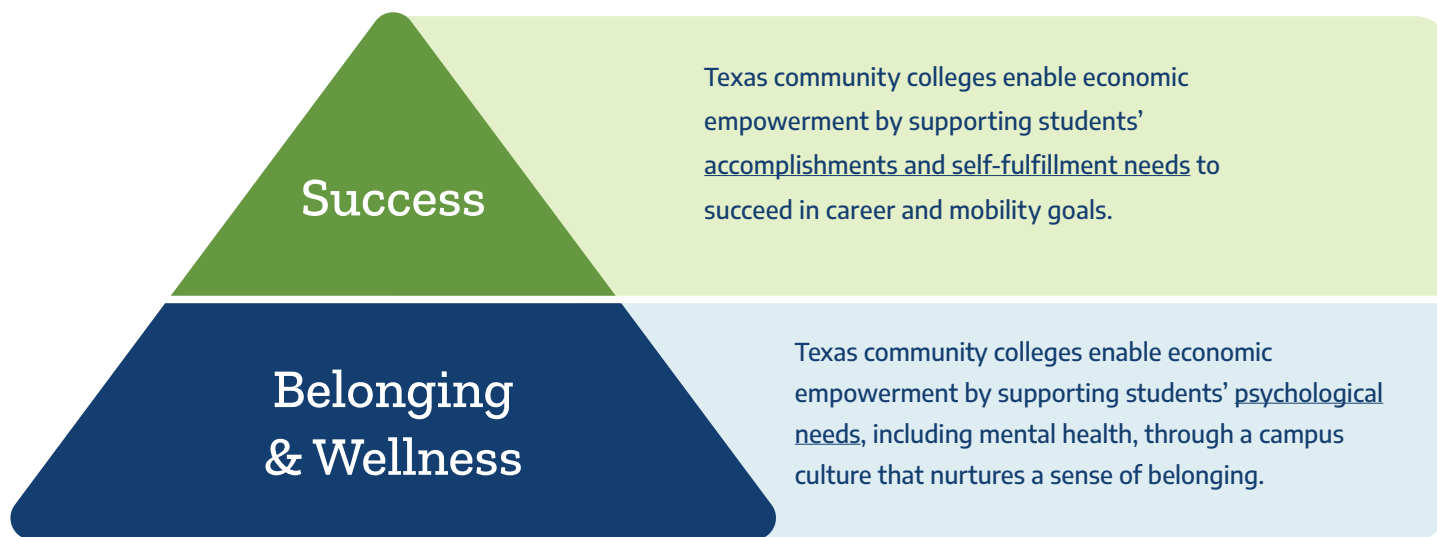 Success
Texas community colleges enable economic
empowerment by supporting students’
accomplishments and self-fulfillment needs to
succeed in career and mobility goals.
Belonging
& Wellness
Texas community colleges enable economic
empowerment by supporting students’ psychological
needs, including mental health, through a campus
culture that nurtures a sense of belonging.